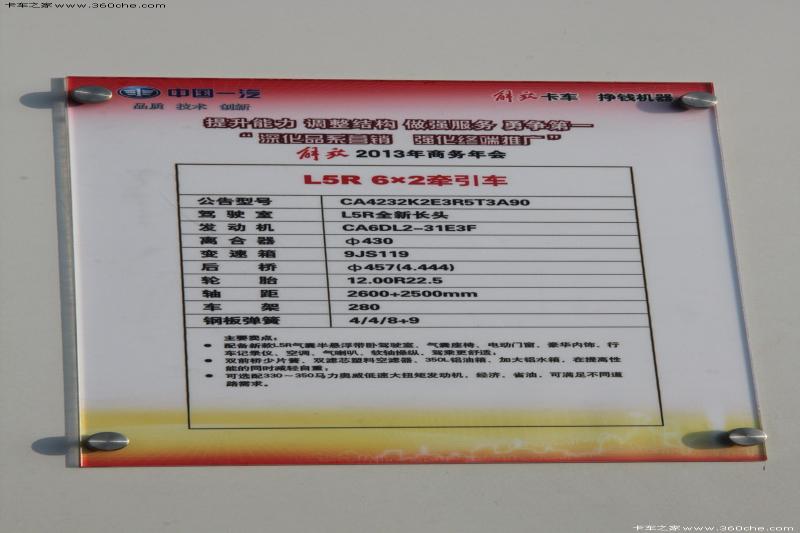 卡车之家 www.360che.com
中国一汽
品质 技术 创新
解放卡车 挣钱机器
提升能力 调整结构 做强服务 勇争第一
“深化品系营销 强化终端推广”
解放 2013年商务年会
L5R 6×2牵引车
公告型号 CA4232K2E3R5T3A90
驾驶室 L5R全新长头
发动机 CA6DL2-31E3F
离合器 φ430
变速箱 9JS119
后桥 φ457(4.444)
轮胎 12.00R22.5
轴距 2600+2500mm
车架 280
钢板弹簧 4/4/8+9
主要卖点：
● 配备新款L5R气囊半悬浮带卧驾驶室，气囊座椅，电动门窗，豪华内饰，行
车记录仪，空调，气喇叭，软轴操纵，驾乘更舒适；
● 双前桥少片簧，双滤芯塑料空滤器，350L铝油箱，加大铝水箱，在提高性
能的同时减轻自重；
● 可选配330～350马力奥威低速大扭矩发动机，经济，省油，可满足不同道
路需求。
卡车之家 www.360che.com